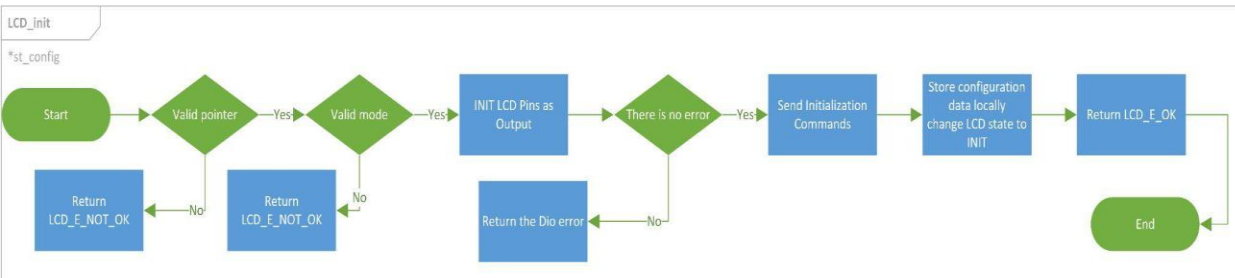 LCD_init
*st_config
Start
Valid pointer
Yes
Valid mode
Yes
INIT LCD Pins as
Output
There is no error
Yes
Send Initialization
Commands
Store configuration
data locally
change LCD state to
INIT
Return LCD_E_OK
Return
LCD_E_NOT_OK
No
Return
LCD_E_NOT_OK
No
Return the Dio error
No
End